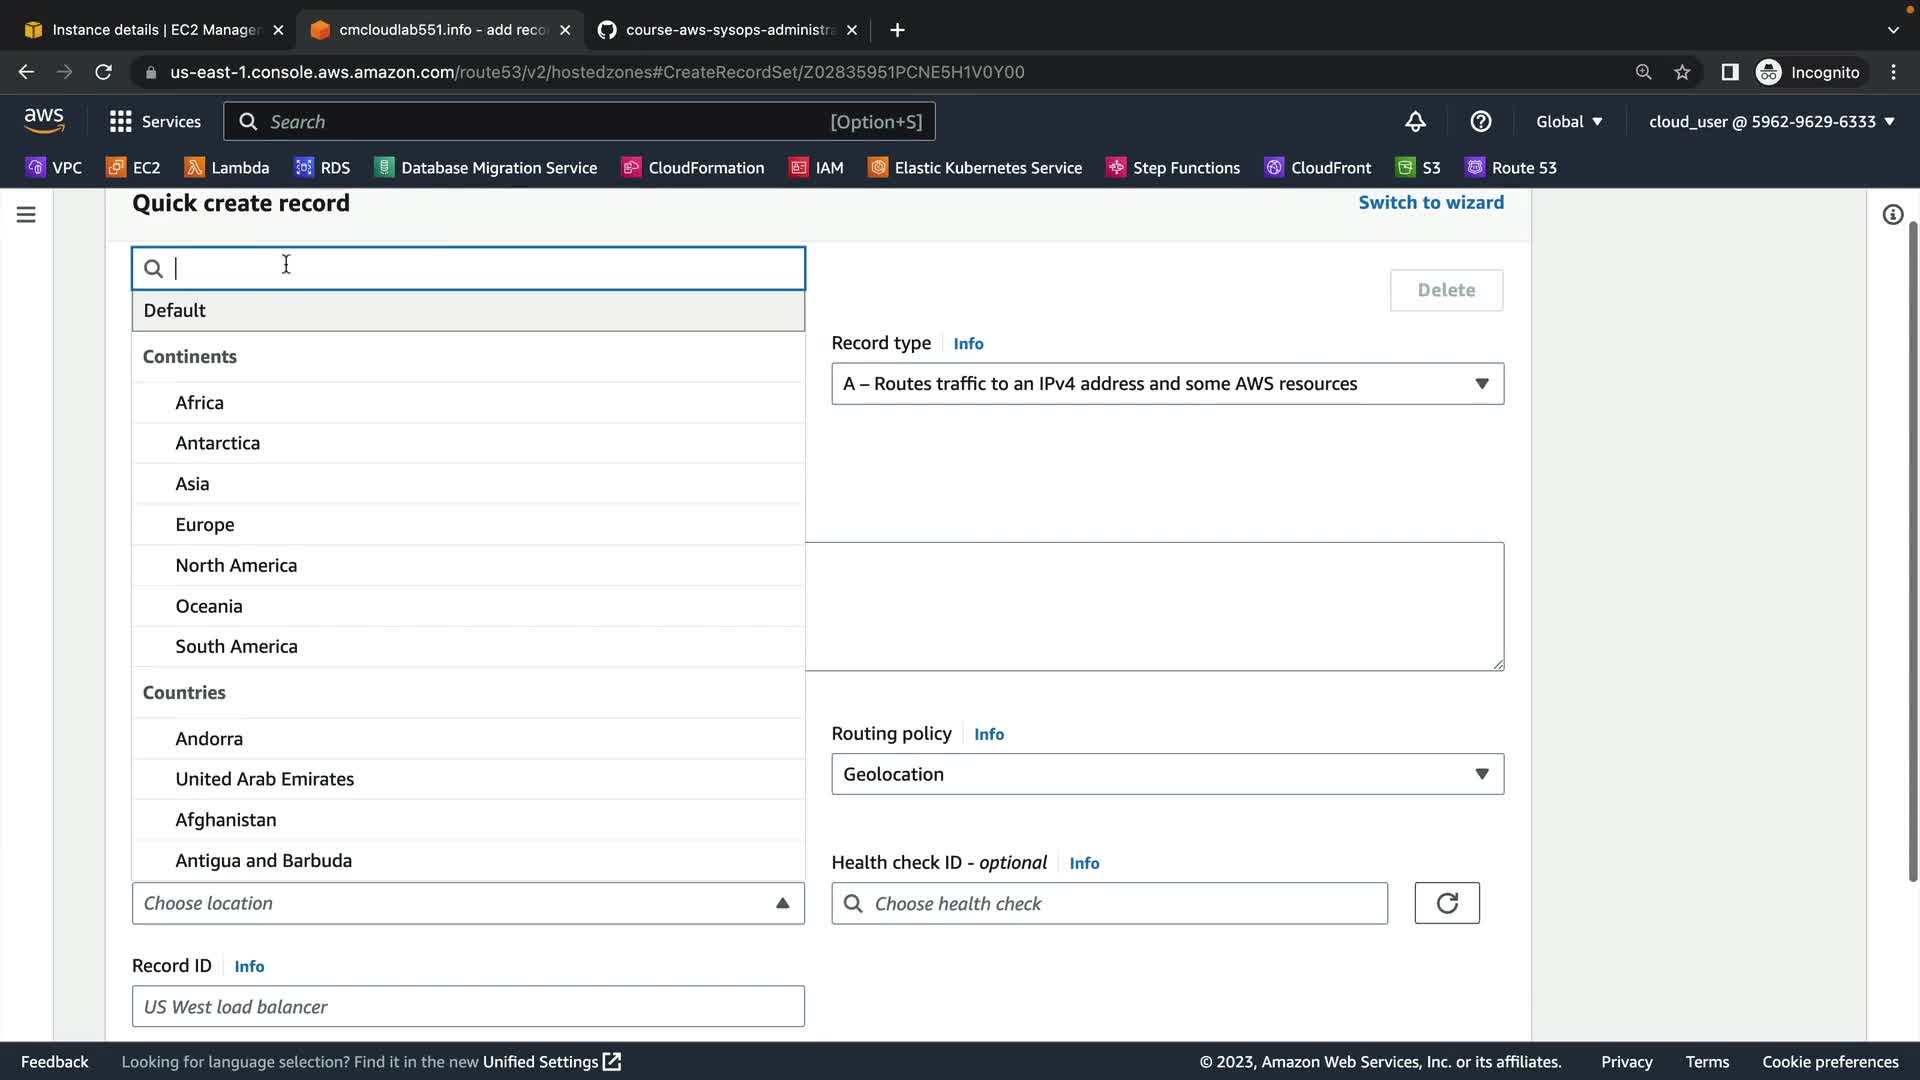 Instance details | EC2 Manager
cmcloudlab551.info - add reco
course-aws-sysops-administra
us-east-1.console.aws.amazon.com/route53/v2/hostedzones#CreateRecordSet/Z02835951PCNE5H1V0Y00
Incognito
aws
Services
Search
[Option+S]
Global
cloud_user @ 5962-9629-6333
VPC
EC2
Lambda
RDS
Database Migration Service
CloudFormation
IAM
Elastic Kubernetes Service
Step Functions
CloudFront
S3
Route 53
Quick create record
Switch to wizard
Default
Delete
Continents
Record type
Info
A – Routes traffic to an IPv4 address and some AWS resources
Africa
Antarctica
Asia
Europe
North America
Oceania
South America
Countries
Andorra
Routing policy
Info
United Arab Emirates
Geolocation
Afghanistan
Antigua and Barbuda
Health check ID - optional
Info
Choose location
Choose health check
Record ID
Info
US West load balancer
Feedback
Looking for language selection? Find it in the new Unified Settings
© 2023, Amazon Web Services, Inc. or its affiliates.
Privacy
Terms
Cookie preferences